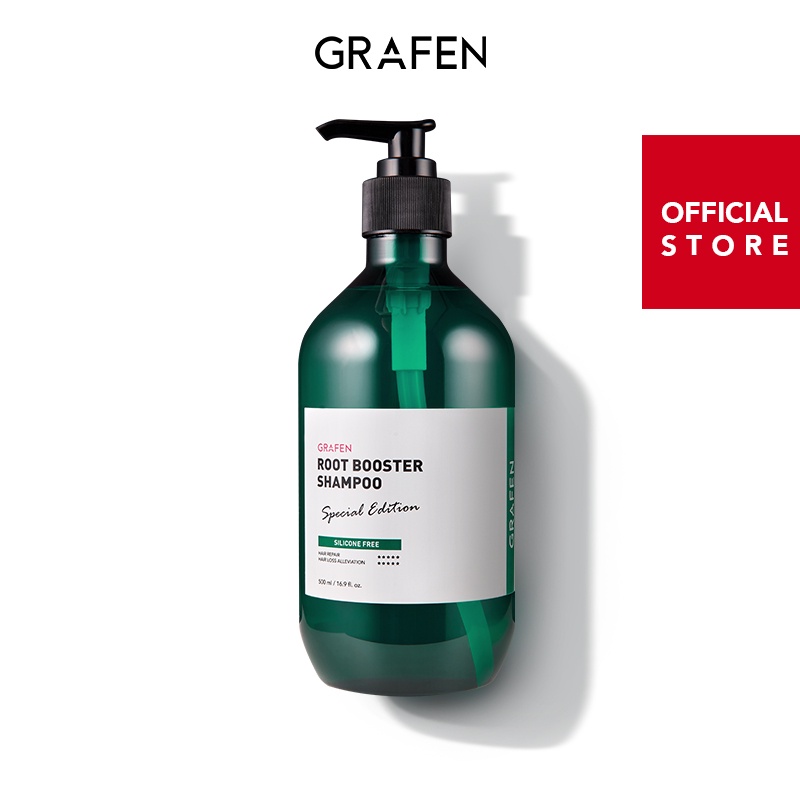 GRAFEN
OFFICIAL
STORE
GRAFEN
ROOT BOOSTER
SHAMPOO
Special Edition
SILICONE FREE
HAIR REPAIR
HAIR LOSS ALLEVIATION
500 ml / 16.9 fl. oz.
GRAFEN